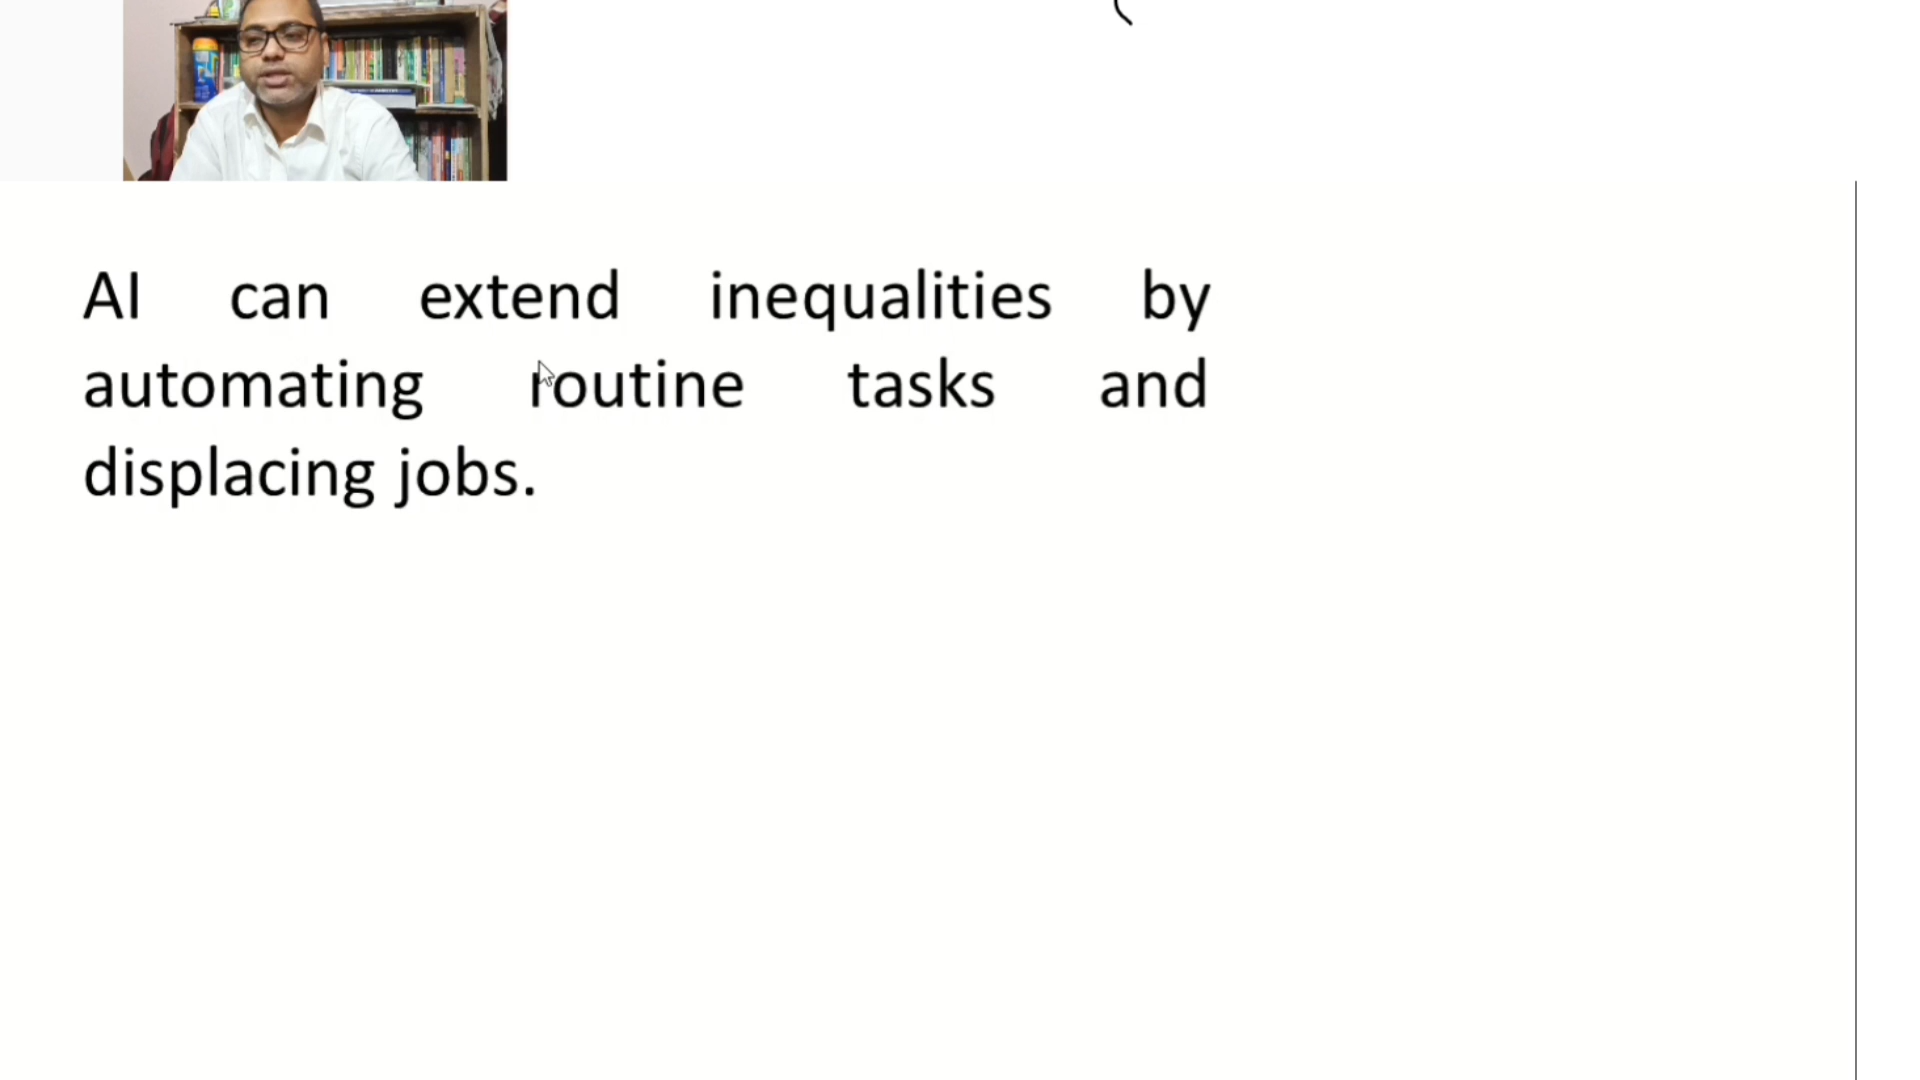 AI can extend inequalities by
automating routine tasks and
displacing jobs.